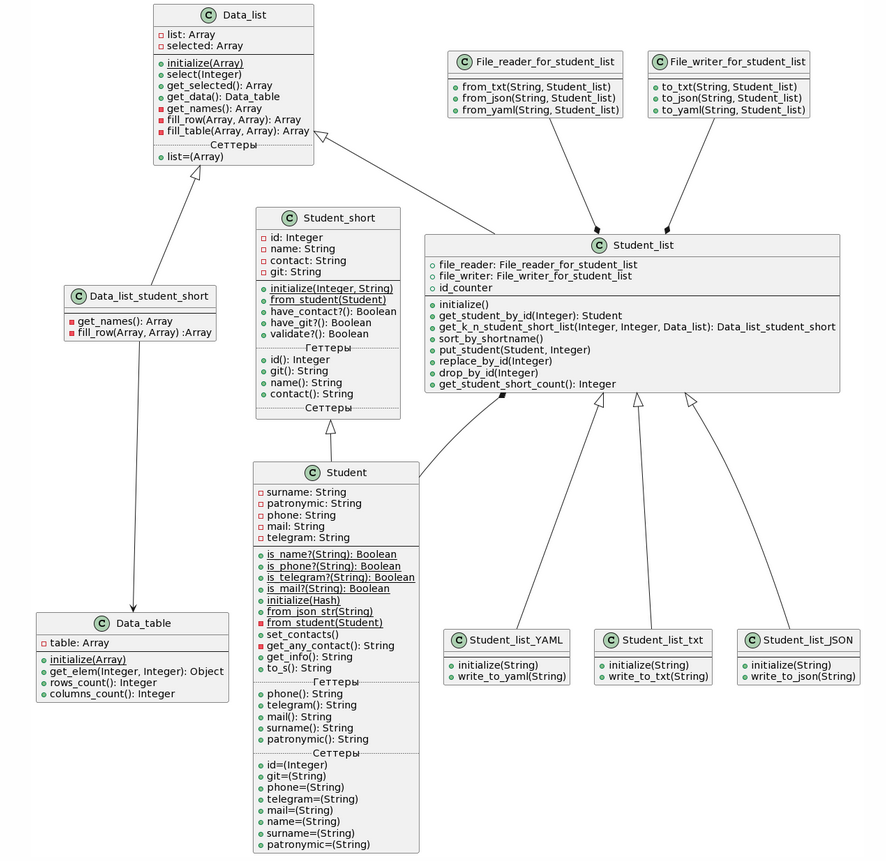 C Data_list
list: Array
selected: Array
initialize(Array)
select(Integer)
get_selected(): Array
get_data(): Data_table
get_names(): Array
fill_row(Array, Array): Array
fill_table(Array, Array): Array
Сеттеры
list=(Array)
C File_reader_for_student_list
from_txt(String, Student_list)
from_json(String, Student_list)
from_yaml(String, Student_list)
C File_writer_for_student_list
to_txt(String, Student_list)
to_json(String, Student_list)
to_yaml(String, Student_list)
C Student_short
id: Integer
name: String
contact: String
git: String
initialize(Integer, String)
from_student(Student)
have_contact?(): Boolean
have_git?(): Boolean
validate?(): Boolean
Геттеры
id(): Integer
git(): String
name(): String
contact(): String
Сеттеры
C Student_list
file_reader: File_reader_for_student_list
file_writer: File_writer_for_student_list
id_counter
initialize()
get_student_by_id(Integer): Student
get_k_n_student_short_list(Integer, Integer, Data_list): Data_list_student_short
sort_by_shortname()
put_student(Student, Integer)
replace_by_id(Integer)
drop_by_id(Integer)
get_student_short_count(): Integer
C Data_list_student_short
get_names(): Array
fill_row(Array, Array) :Array
C Student
surname: String
patronymic: String
phone: String
mail: String
telegram: String
is_name?(String): Boolean
is_phone?(String): Boolean
is_telegram?(String): Boolean
is_mail?(String): Boolean
initialize(Hash)
from_json_str(String)
from_student(Student)
set_contacts()
get_any_contact(): String
get_info(): String
to_s(): String
Геттеры
phone(): String
telegram(): String
mail(): String
surname(): String
patronymic(): String
Сеттеры
id=(Integer)
git=(String)
phone=(String)
telegram=(String)
mail=(String)
name=(String)
surname=(String)
patronymic=(String)
C Data_table
table: Array
initialize(Array)
get_elem(Integer, Integer): Object
rows_count(): Integer
columns_count(): Integer
C Student_list_YAML
initialize(String)
write_to_yaml(String)
C Student_list_txt
initialize(String)
write_to_txt(String)
C Student_list_JSON
initialize(String)
write_to_json(String)